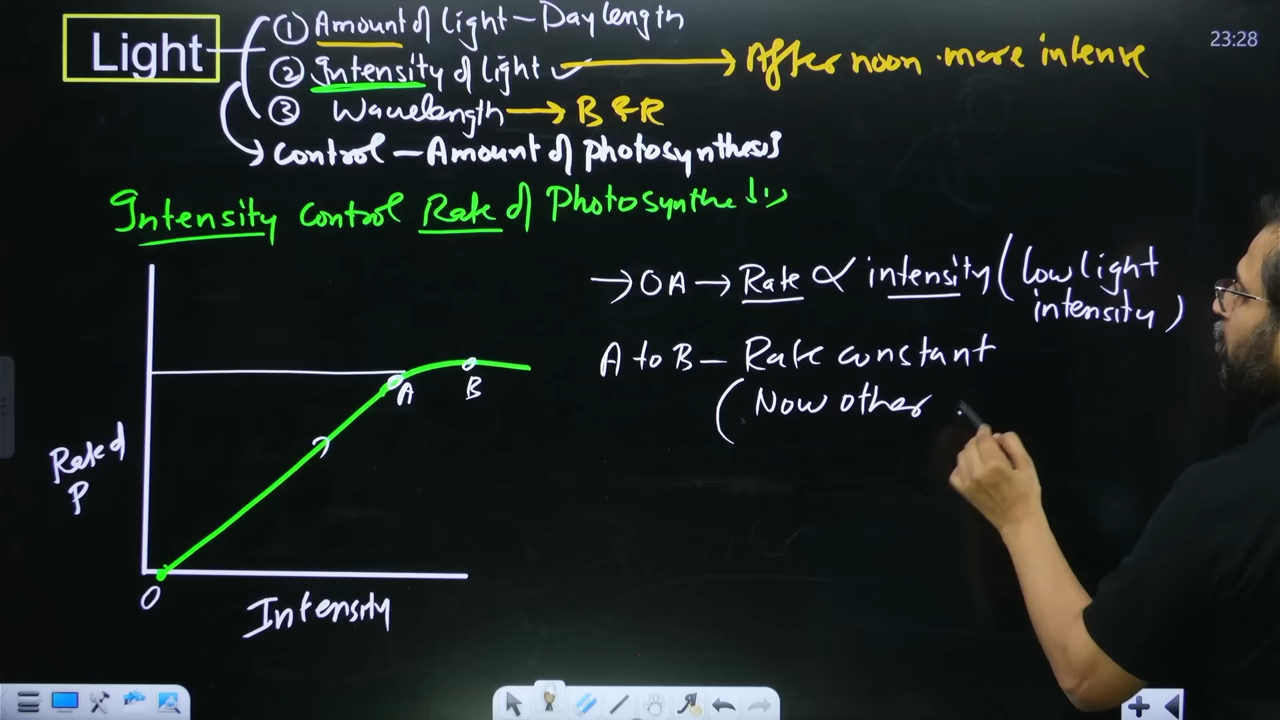 Light
① Amount of light - Day length
② Intensity of light ✓ → After noon more intense
③ Wavelength → B & R
→ Control - Amount of photosynthesis
Intensity control Rate of Photosynthesis
→ OA → Rate ∝ intensity (low light intensity)
A to B - Rate constant
(Now other
Rate of P
A
B
O
Intensity
23:28